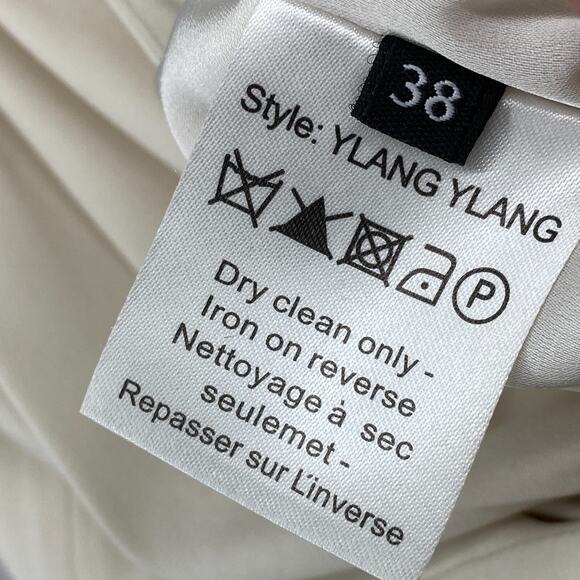 38
Style: YLANG YLANG
P
Dry clean only -
Iron on reverse
Nettoyage à sec
seulemet -
Repasser sur L'inverse